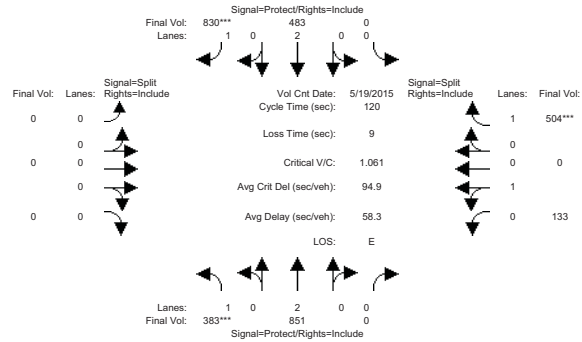 Signal=Protect/Rights=Include
Final Vol: 830*** 483 0
Lanes: 1 0 2 0 0
Signal=Split Signal=Split
Final Vol: Lanes: Rights=Include Vol Cnt Date: 5/19/2015 Rights=Include Lanes: Final Vol:
Cycle Time (sec): 120
0 0 1 504***
Loss Time (sec): 9
0 0
0 0 Critical V/C: 1.061 0 0
0 Avg Crit Del (sec/veh): 94.9 1
0 0 Avg Delay (sec/veh): 58.3 0 133
LOS: E
Lanes: 1 0 2 0 0
Final Vol: 383*** 851 0
Signal=Protect/Rights=Include